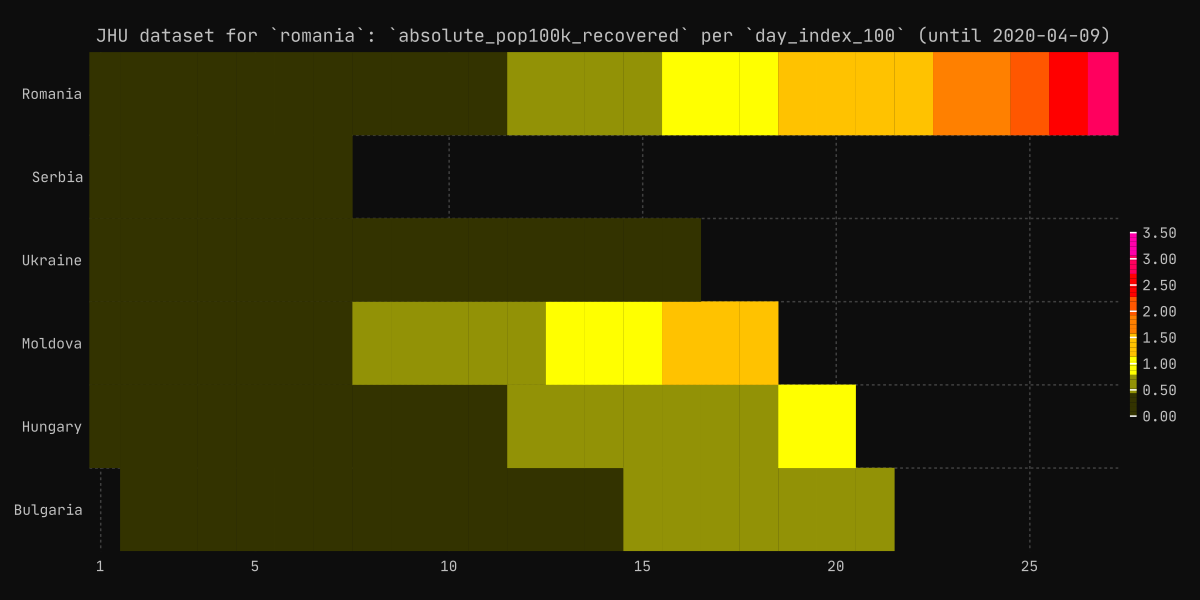 JHU dataset for `romania`: `absolute_pop100k_recovered` per `day_index_100` (until 2020-04-09)
Romania
Serbia
Ukraine
Moldova
Hungary
Bulgaria
3.50
3.00
2.50
2.00
1.50
1.00
0.50
0.00
1 5 10 15 20 25